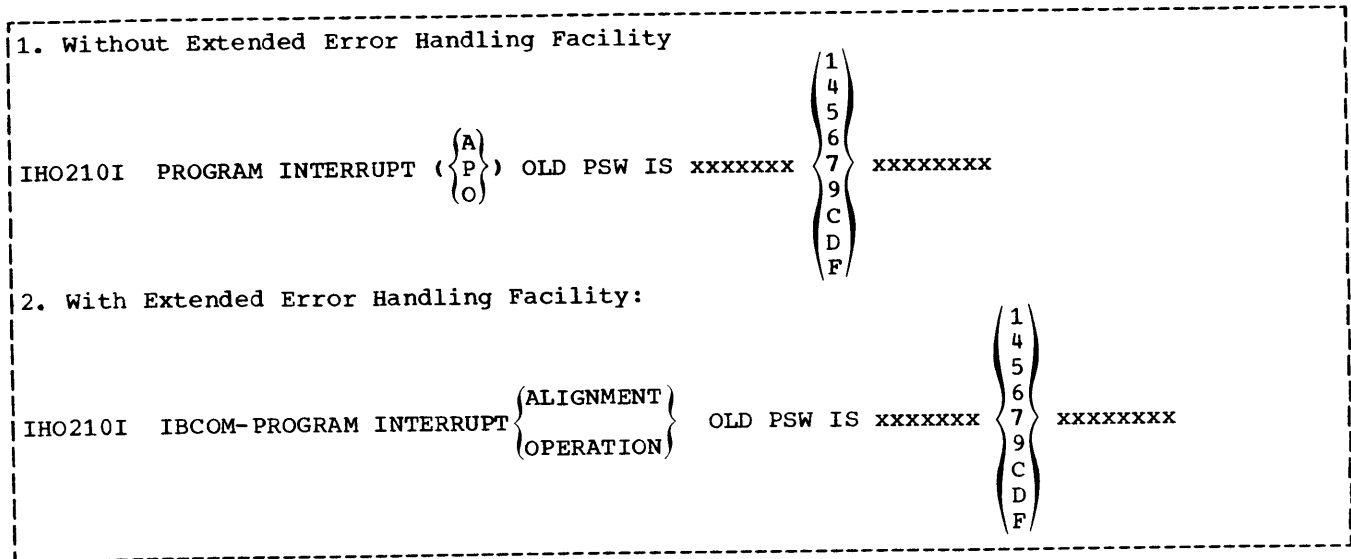 1. Without Extended Error Handling Facility
1
4
5
6
A
IHO210I PROGRAM INTERRUPT ({P}) OLD PSW IS xxxxxxx {7} xxxxxxxx
O
9
C
D
F
2. With Extended Error Handling Facility:
1
4
5
6
ALIGNMENT
IHO210I IBCOM-PROGRAM INTERRUPT{ } OLD PSW IS xxxxxxx {7} xxxxxxxx
OPERATION
9
C
D
F